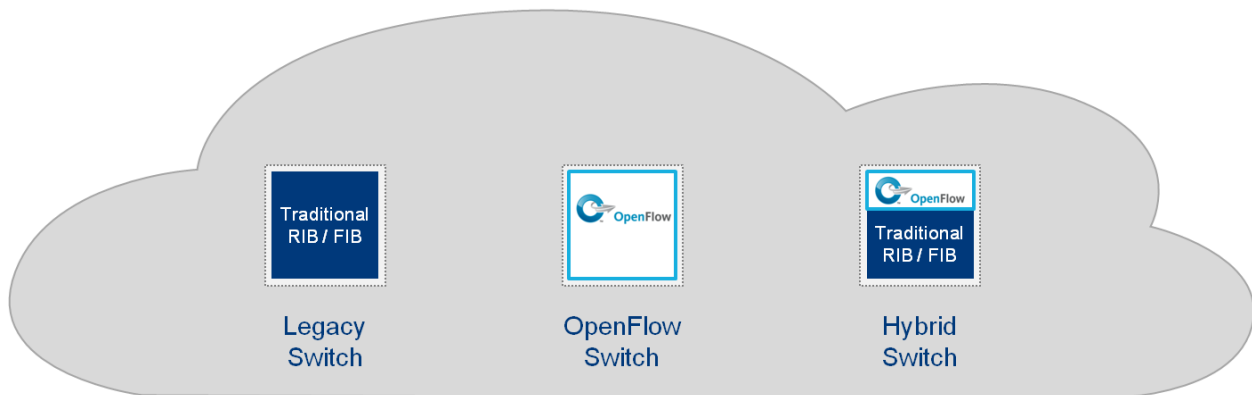 Traditional
RIB / FIB
OpenFlow
OpenFlow
Traditional
RIB / FIB
Legacy
Switch
OpenFlow
Switch
Hybrid
Switch